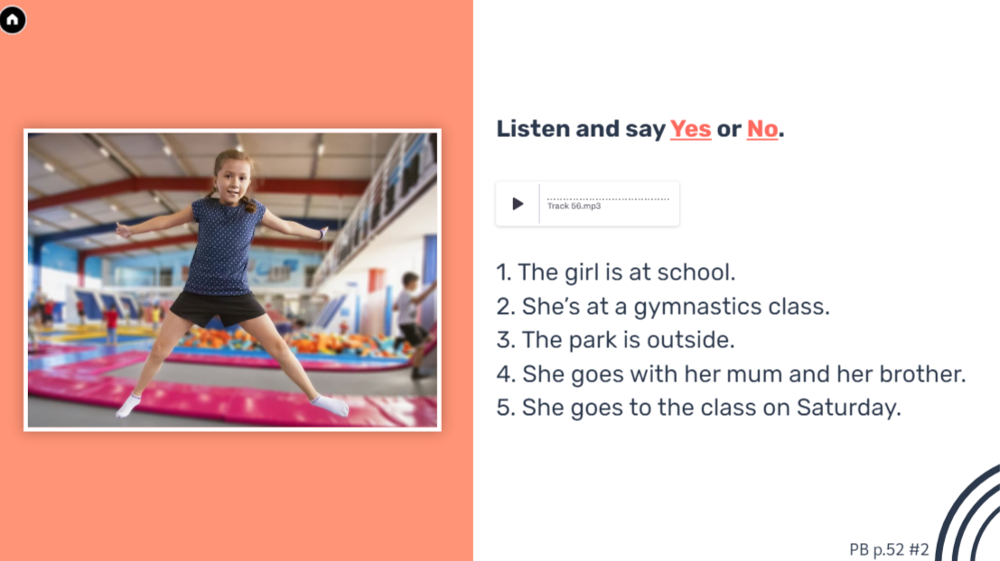 Listen and say Yes or No.
Track 56.mp3
1. The girl is at school.
2. She’s at a gymnastics class.
3. The park is outside.
4. She goes with her mum and her brother.
5. She goes to the class on Saturday.
PB p.52 #2